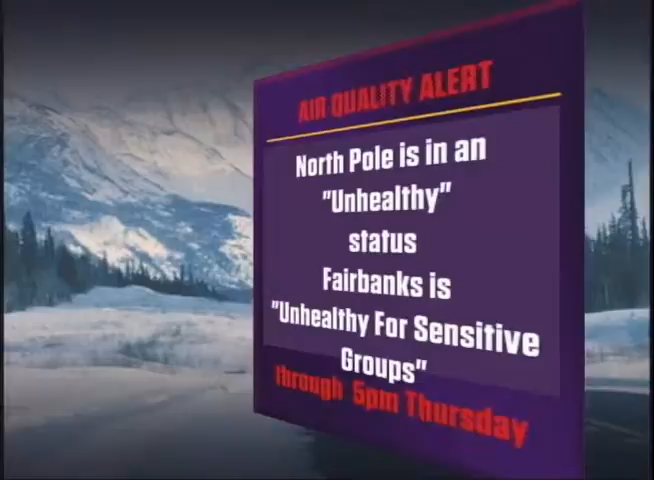 AIR QUALITY ALERT
North Pole is in an
"Unhealthy"
status
Fairbanks is
"Unhealthy For Sensitive
Groups"
through 5pm Thursday